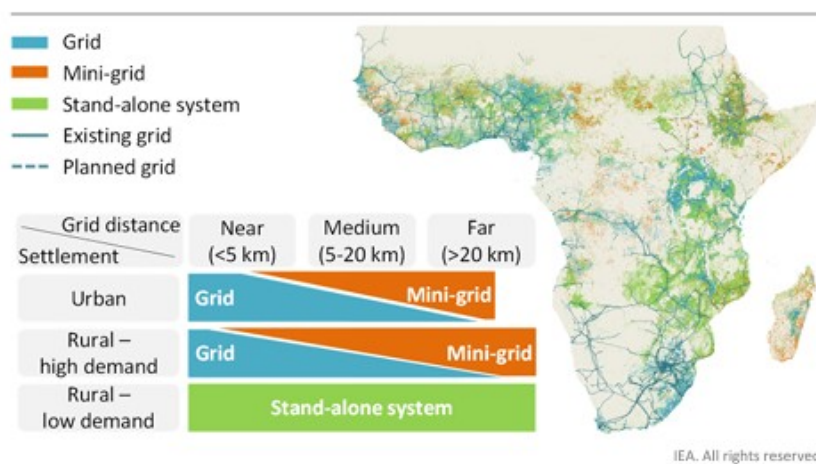 Grid
Mini-grid
Stand-alone system
Existing grid
Planned grid
Grid distance
Settlement
Near
(<5 km)
Medium
(5-20 km)
Far
(>20 km)
Urban
Grid
Mini-grid
Rural –
high demand
Grid
Mini-grid
Rural –
low demand
Stand-alone system
IEA. All rights reserved